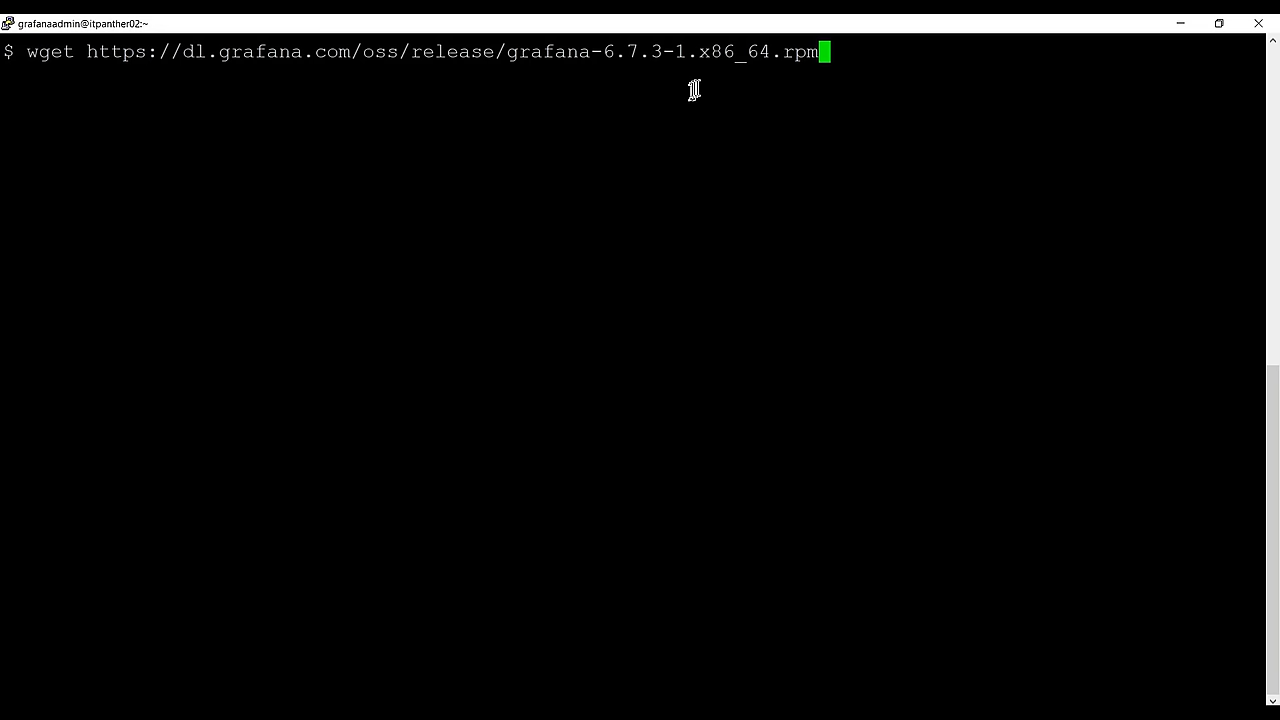 grafanaadmin@itpanther02:~
$ wget https://dl.grafana.com/oss/release/grafana-6.7.3-1.x86_64.rpm